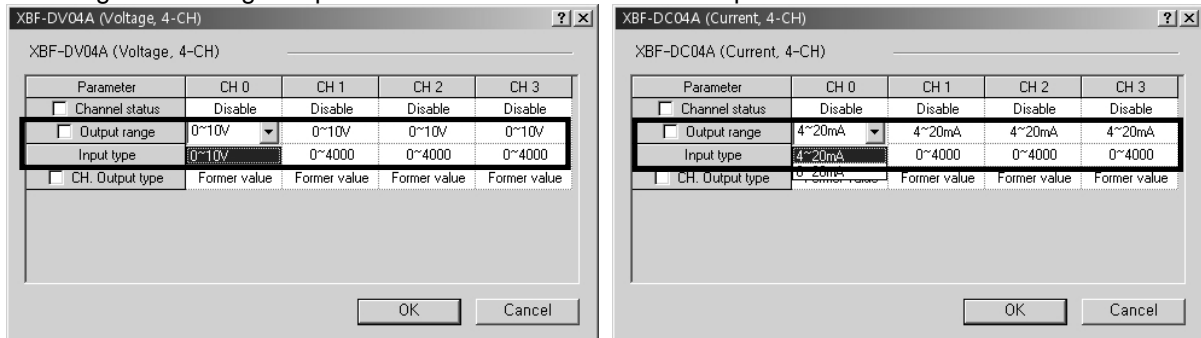 XBF-DV04A (Voltage, 4-CH)
XBF-DV04A (Voltage, 4-CH)
Parameter CH 0 CH 1 CH 2 CH 3
Channel status Disable Disable Disable Disable
Output range 0~10V 0~10V 0~10V 0~10V
Input type 0~10V 0~4000 0~4000 0~4000
CH. Output type Former value Former value Former value Former value
OK Cancel
XBF-DC04A (Current, 4-CH)
XBF-DC04A (Current, 4-CH)
Parameter CH 0 CH 1 CH 2 CH 3
Channel status Disable Disable Disable Disable
Output range 4~20mA 4~20mA 4~20mA 4~20mA
Input type 4~20mA 0~4000 0~4000 0~4000
CH. Output type Former value Former value Former value
OK Cancel